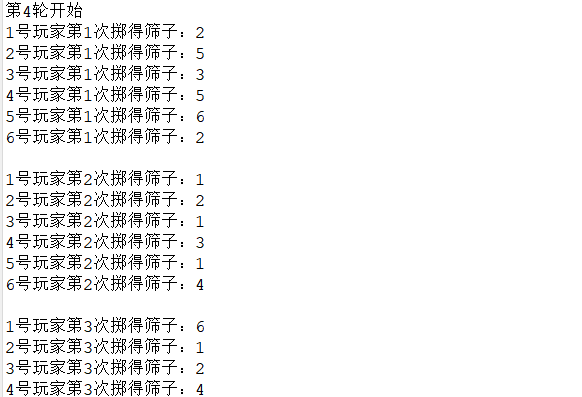 第4轮开始
1号玩家第1次掷得筛子：2
2号玩家第1次掷得筛子：5
3号玩家第1次掷得筛子：3
4号玩家第1次掷得筛子：5
5号玩家第1次掷得筛子：6
6号玩家第1次掷得筛子：2
1号玩家第2次掷得筛子：1
2号玩家第2次掷得筛子：2
3号玩家第2次掷得筛子：1
4号玩家第2次掷得筛子：3
5号玩家第2次掷得筛子：1
6号玩家第2次掷得筛子：4
1号玩家第3次掷得筛子：6
2号玩家第3次掷得筛子：1
3号玩家第3次掷得筛子：2
4号玩家第3次掷得筛子：4